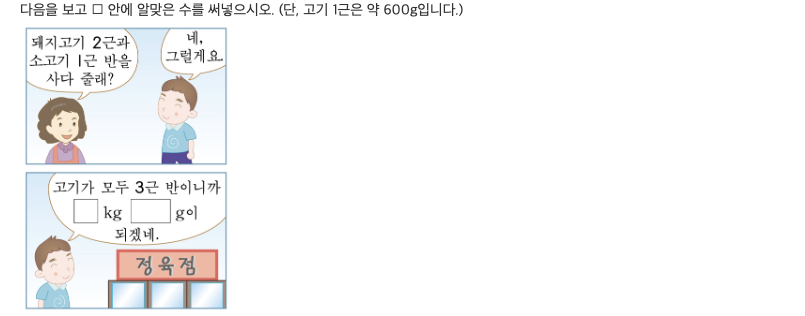 다음을 보고 □ 안에 알맞은 수를 써넣으시오. (단, 고기 1근은 약 600g입니다.)
돼지고기 2근과
소고기 1근 반을
사다 줄래?
네,
그럴게요.
고기가 모두 3근 반이니까
□ kg □ g이
되겠네.
정육점